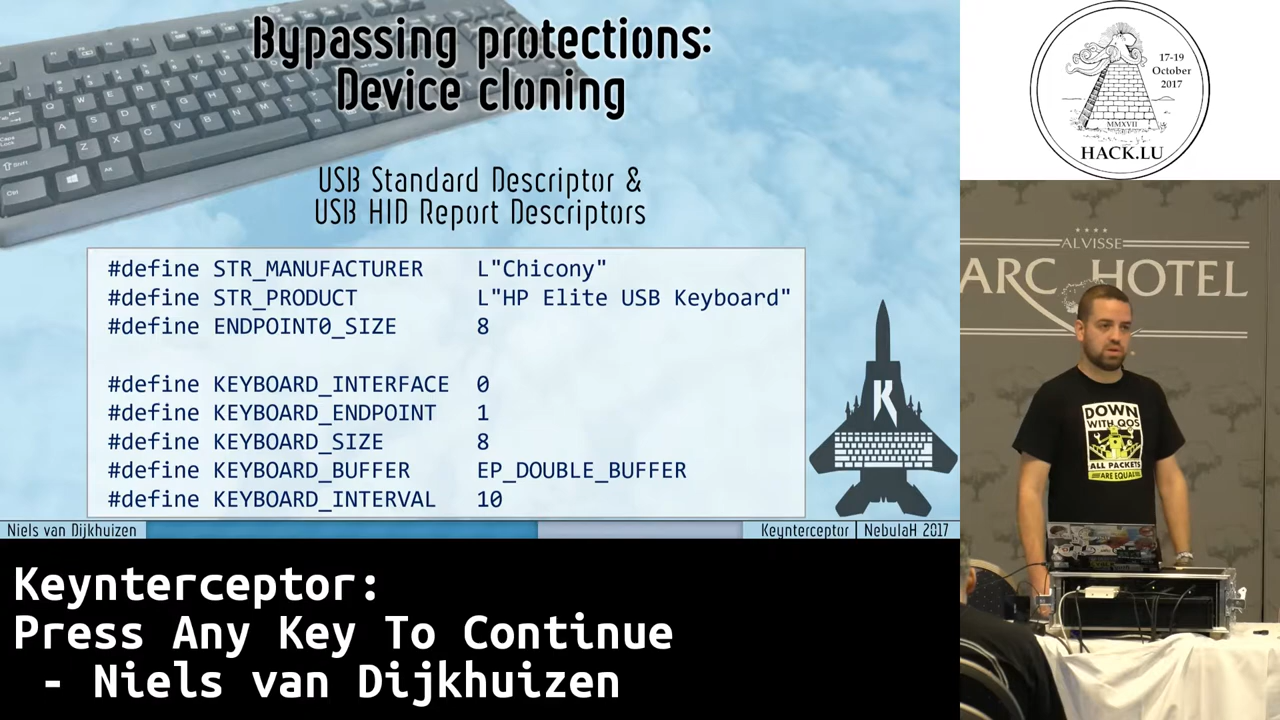 Bypassing protections:
Device cloning
USB Standard Descriptor &
USB HID Report Descriptors
#define STR_MANUFACTURER L"Chicony"
#define STR_PRODUCT L"HP Elite USB Keyboard"
#define ENDPOINT0_SIZE 8
#define KEYBOARD_INTERFACE 0
#define KEYBOARD_ENDPOINT 1
#define KEYBOARD_SIZE 8
#define KEYBOARD_BUFFER EP_DOUBLE_BUFFER
#define KEYBOARD_INTERVAL 10
K
Niels van Dijkhuizen
Keynterceptor | NebulaH 2017
Keynterceptor:
Press Any Key To Continue
- Niels van Dijkhuizen
17-19
October
2017
MMXVII
HACK.LU
ALVISSE
ARC HOTEL
DOWN
WITH QOS
ALL PACKETS
ARE EQUAL